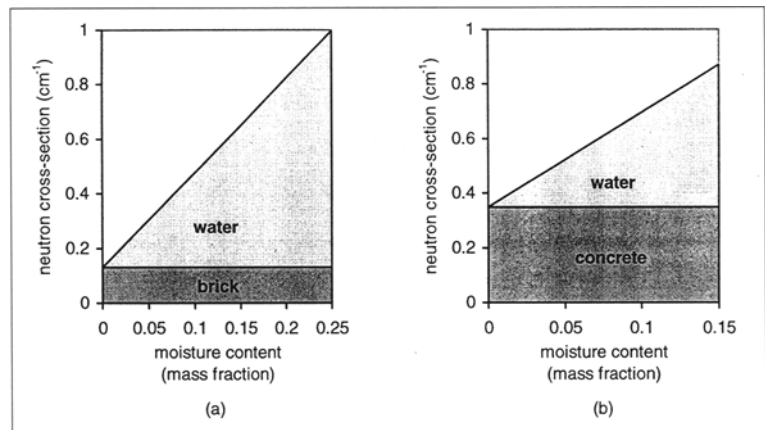 neutron cross-section (cm⁻¹)
1
0.8
0.6
0.4
0.2
0
water
brick
0 0.05 0.1 0.15 0.2 0.25
moisture content
(mass fraction)
(a)
neutron cross-section (cm⁻¹)
1
0.8
0.6
0.4
0.2
0
water
concrete
0 0.05 0.1 0.15
moisture content
(mass fraction)
(b)